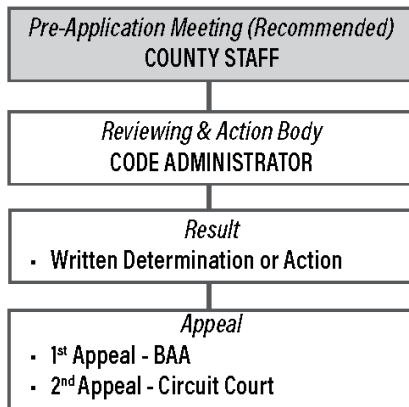 Pre-Application Meeting (Recommended)
COUNTY STAFF
Reviewing & Action Body
CODE ADMINISTRATOR
Result
▪ Written Determination or Action
Appeal
▪ 1st Appeal - BAA
▪ 2nd Appeal - Circuit Court